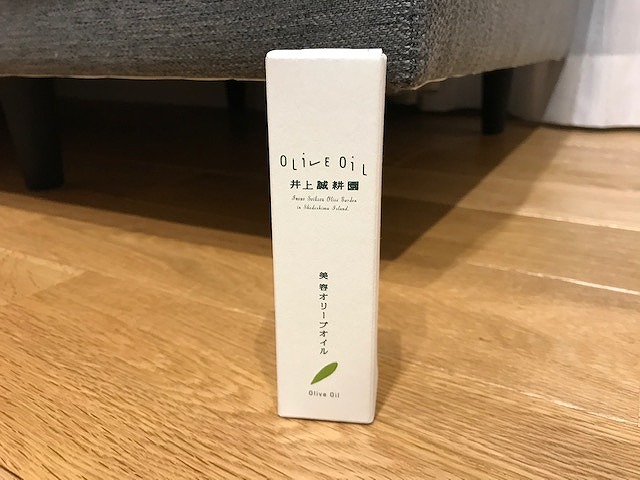 OLiVE OiL
井上誠耕園
Inoue Seikoen Olive Garden
in Shodoshima Island.
美容オリーブオイル
Olive Oil